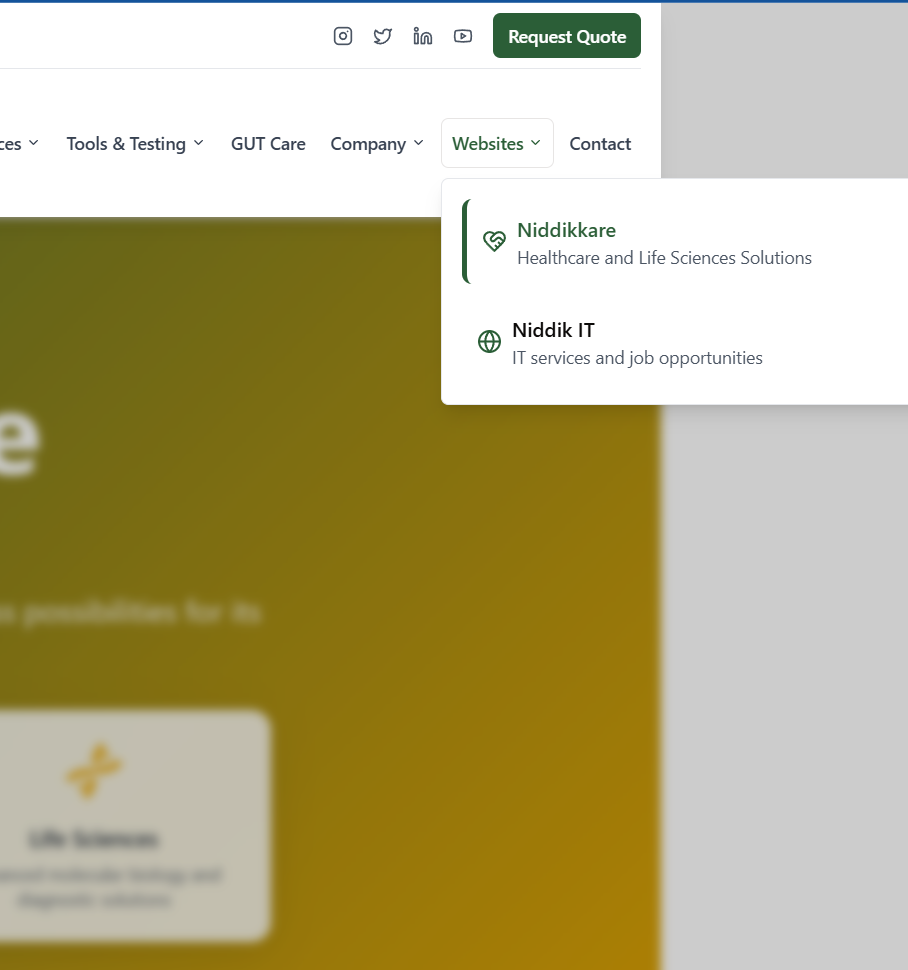 Request Quote
ces
Tools & Testing
GUT Care
Company
Websites
Contact
Niddikkare
Healthcare and Life Sciences Solutions
Niddik IT
IT services and job opportunities
e
possibilities for its
Life Sciences
molecular biology and
diagnostic solutions